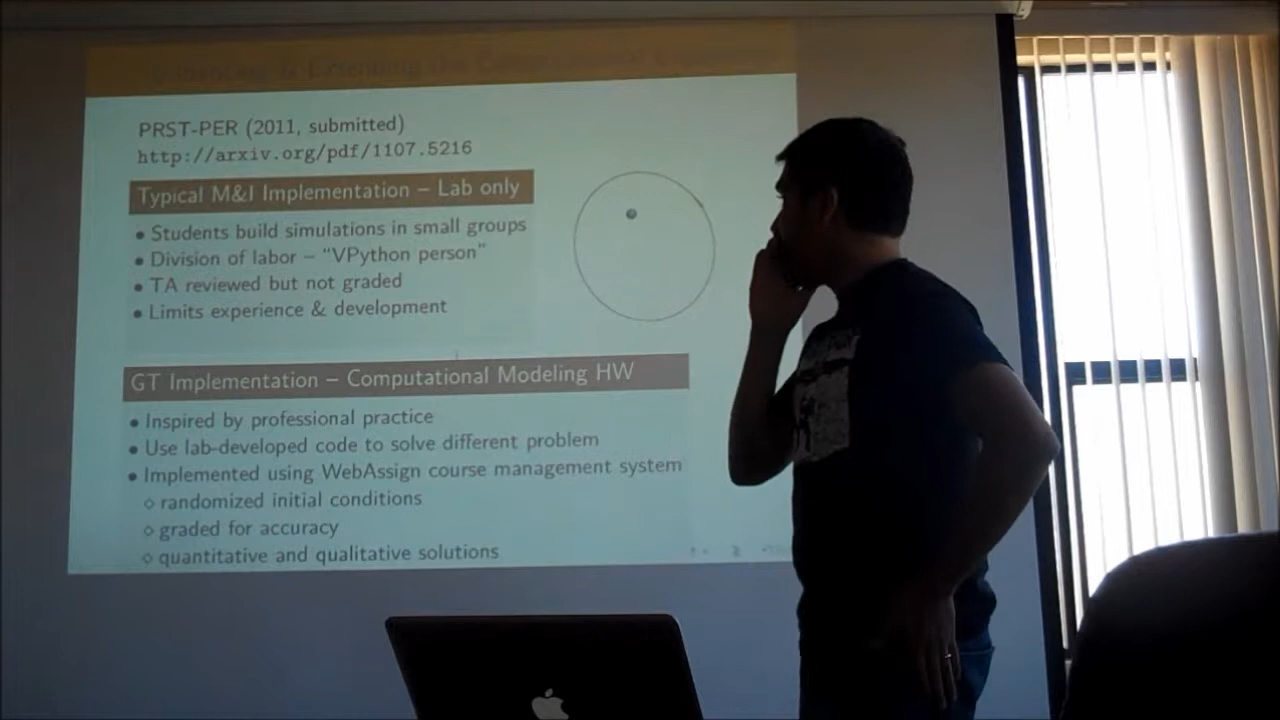 PRST-PER (2011, submitted)
http://arxiv.org/pdf/1107.5216
Typical M&I Implementation – Lab only
• Students build simulations in small groups
• Division of labor – “VPython person”
• TA reviewed but not graded
• Limits experience & development
GT Implementation – Computational Modeling HW
• Inspired by professional practice
• Use lab-developed code to solve different problem
• Implemented using WebAssign course management system
⋄ randomized initial conditions
⋄ graded for accuracy
⋄ quantitative and qualitative solutions